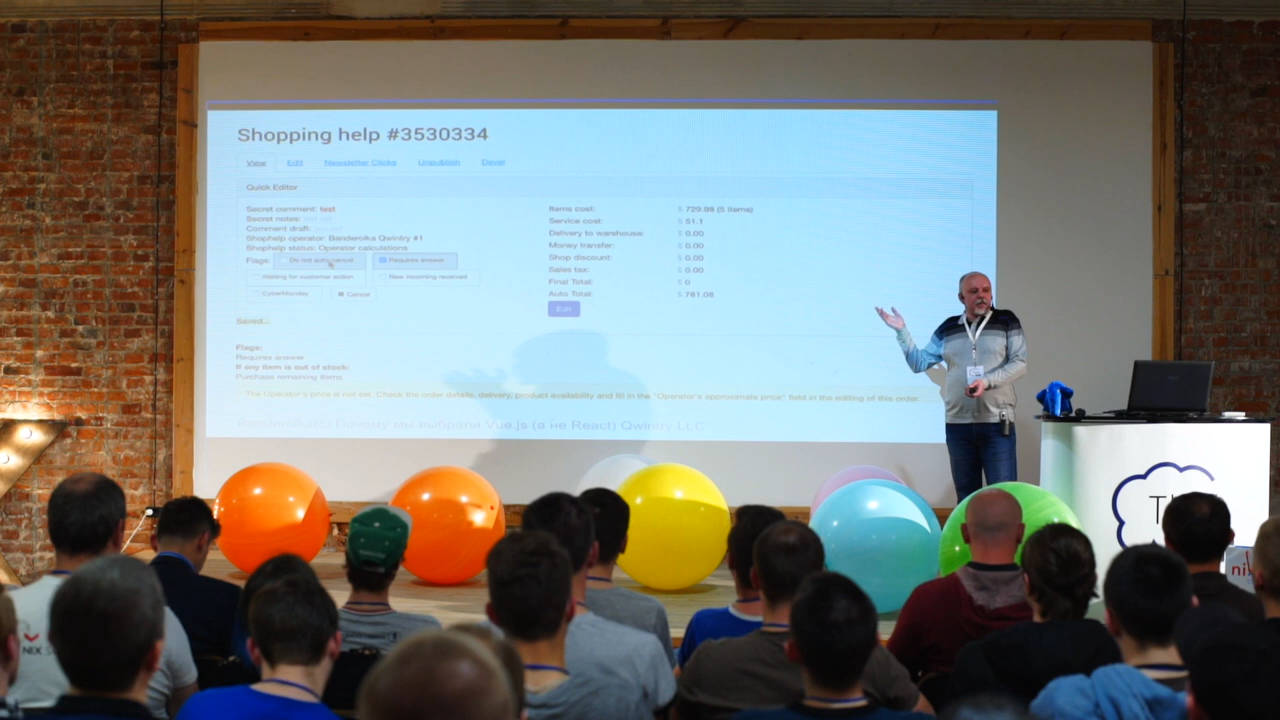 Shopping help #3530334
View Edit Newsletter Clicks Unpublish Devel
Quick Editor
Secret comment: test
Secret notes:
Comment draft:
Shophelp operator: Banderolka Qwintry #1
Shophelp status: Operator calculations
Flags: Do not auto-cancel Requires answer
Waiting for customer action New incoming received
CyberMonday Cancel
Items cost: $ 729.98 (5 items)
Service cost: $ 51.1
Delivery to warehouse: $ 0.00
Money transfer: $ 0.00
Shop discount: $ 0.00
Sales tax: $ 0.00
Final Total: $ 0
Auto Total: $ 781.08
Edit
Saved...
Flags:
Requires answer
If any item is out of stock:
Purchase remaining items
The Operator's price is not set. Check the order details, delivery, product availability and fill in the "Operator's approximate price" field in the editing of this order.
Почему мы выбрали Vue.js (а не React) Qwintry LLC
NIX
ni